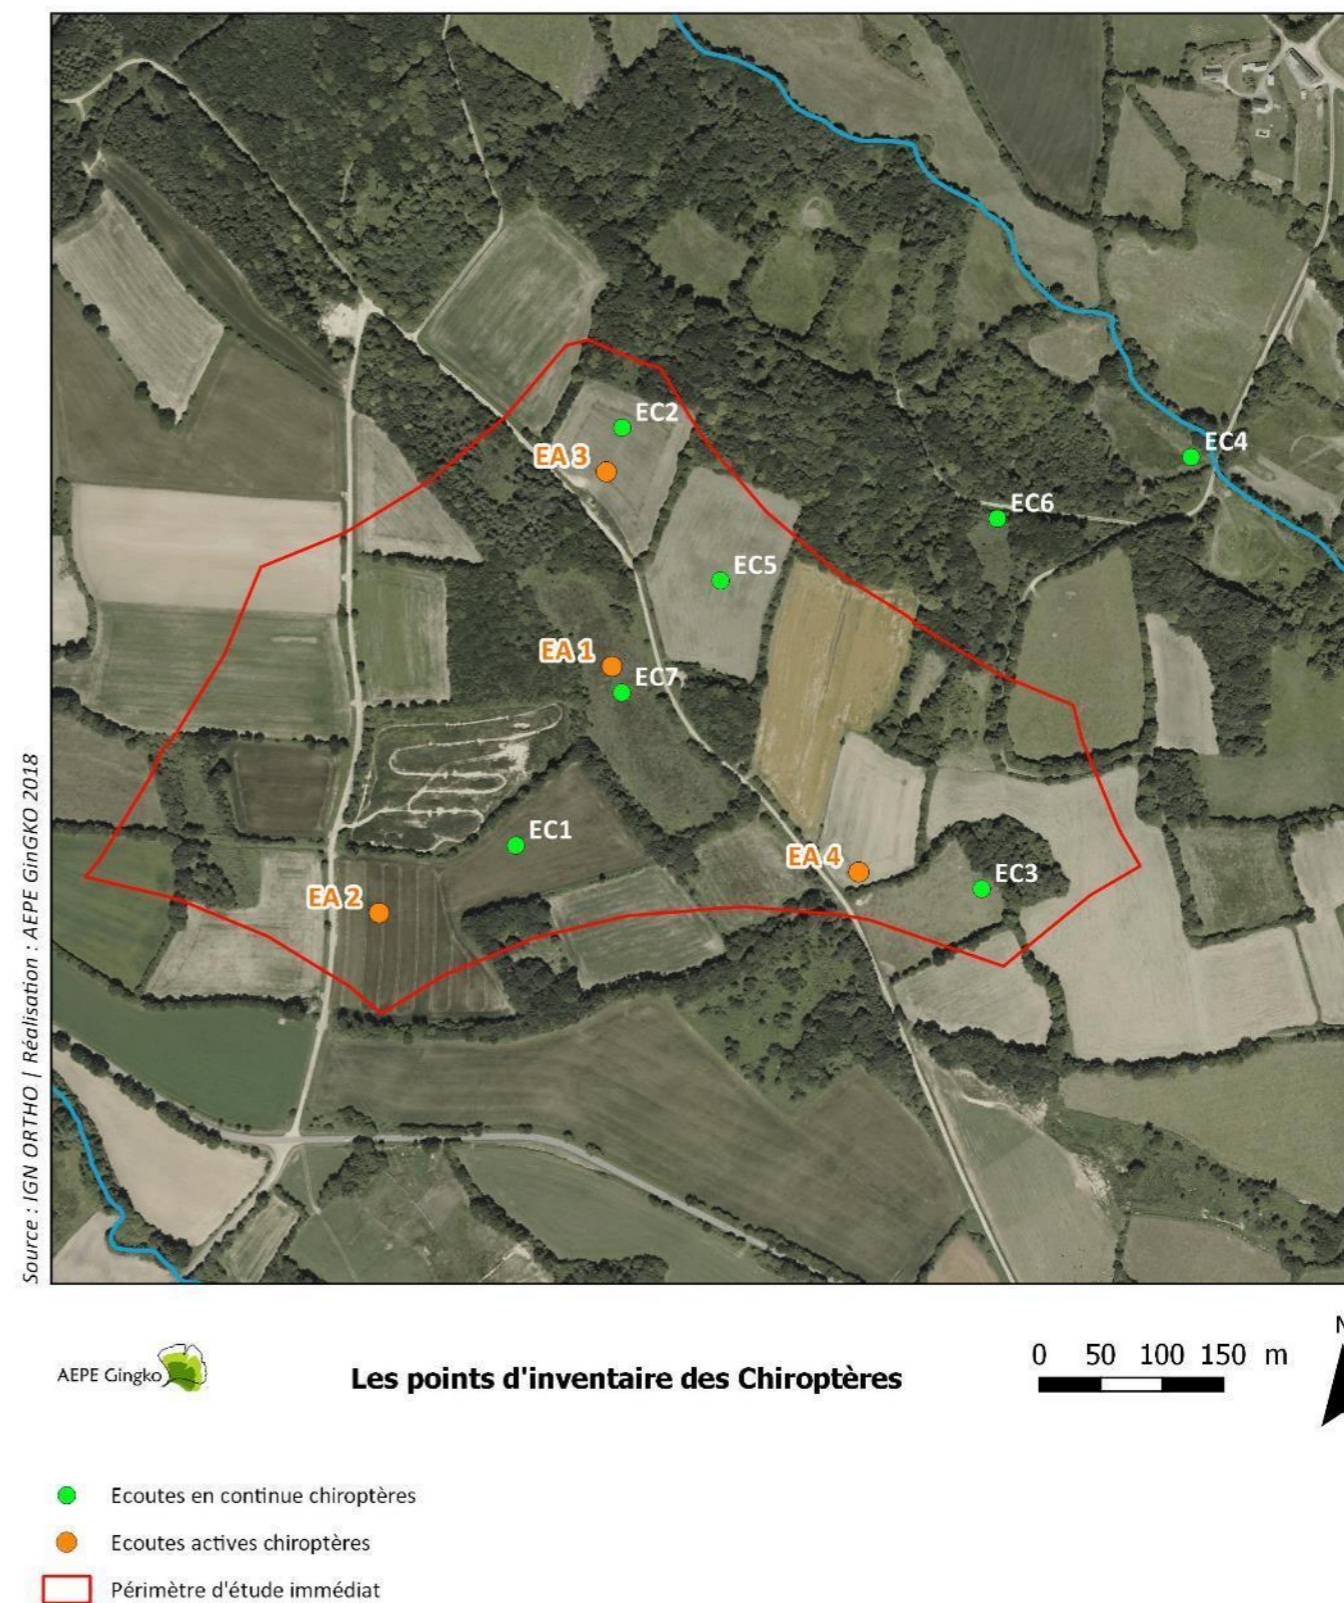 EC2
EA 3
EC4
EC6
EC5
EA 1
EC7
EC1
EA 4
EC3
EA 2
Source : IGN ORTHO | Réalisation : AEPE GinGKO 2018
AEPE Gingko
Les points d'inventaire des Chiroptères
0 50 100 150 m
Ecoutes en continue chiroptères
Ecoutes actives chiroptères
Périmètre d'étude immédiat